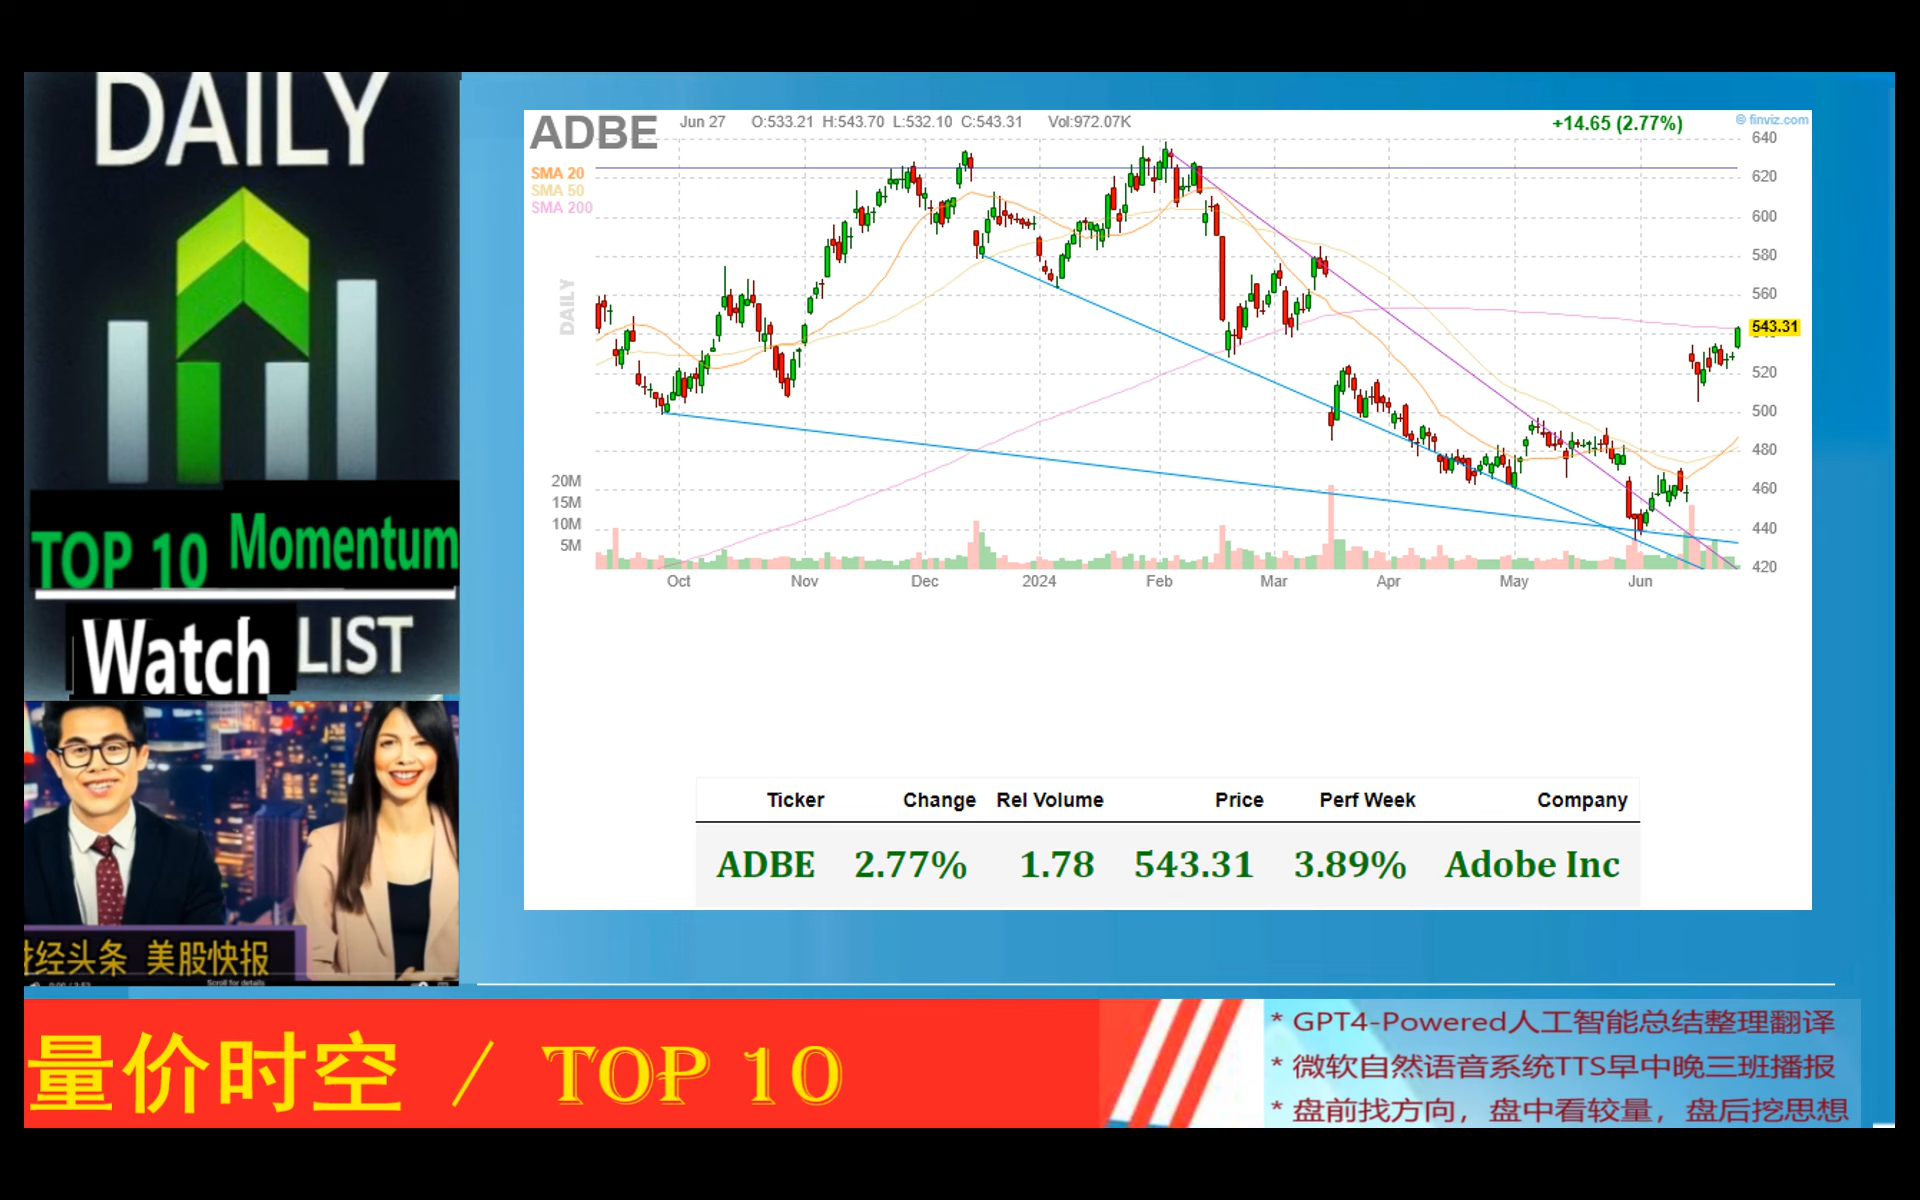 DAILY
TOP 10 Momentum
Watch LIST
经头条 美股快报
Scroll for details
ADBE Jun 27 O:533.21 H:543.70 L:532.10 C:543.31 Vol:972.07K +14.65 (2.77%) © finviz.com
SMA 20
SMA 50
SMA 200
DAILY
640
620
600
580
560
543.31
520
500
480
460
440
420
20M
15M
10M
5M
Oct Nov Dec 2024 Feb Mar Apr May Jun
Ticker Change Rel Volume Price Perf Week Company
ADBE 2.77% 1.78 543.31 3.89% Adobe Inc
量价时空 / TOP 10
* GPT4-Powered人工智能总结整理翻译
* 微软自然语音系统TTS早中晚三班播报
* 盘前找方向，盘中看较量，盘后挖思想